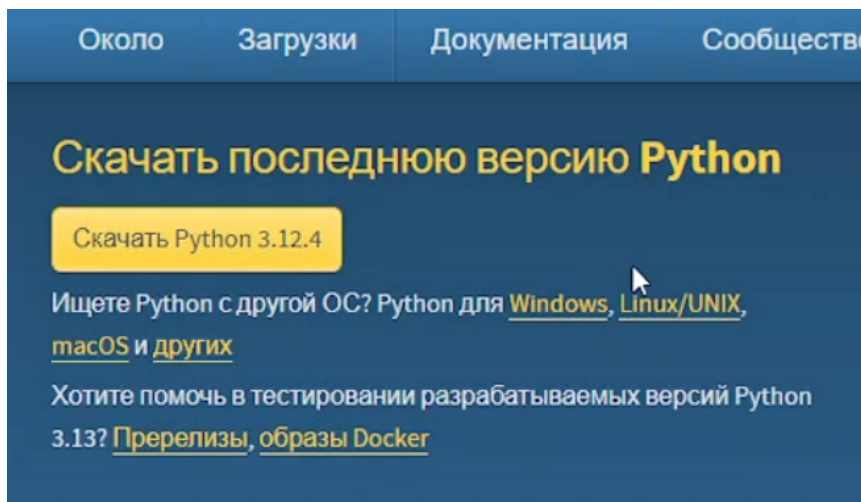 Около Загрузки Документация Сообществе
Скачать последнюю версию Python
Скачать Python 3.12.4
Ищете Python с другой ОС? Python для Windows, Linux/UNIX,
macOS и других
Хотите помочь в тестировании разрабатываемых версий Python
3.13? Пререлизы, образы Docker